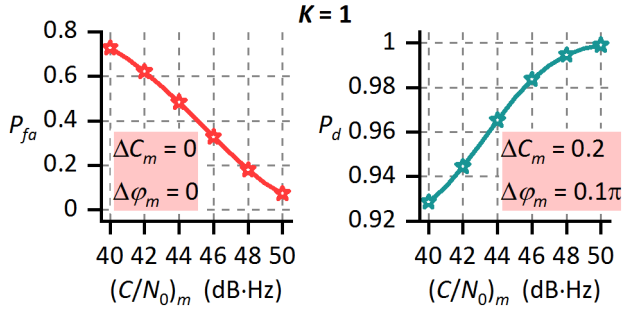 K = 1
0.8
0.6
0.4
0.2
0
P_fa
ΔC_m = 0
Δφ_m = 0
40 42 44 46 48 50
(C/N_0)_m (dB·Hz)
1
0.98
0.96
0.94
0.92
P_d
ΔC_m = 0.2
Δφ_m = 0.1π
40 42 44 46 48 50
(C/N_0)_m (dB·Hz)